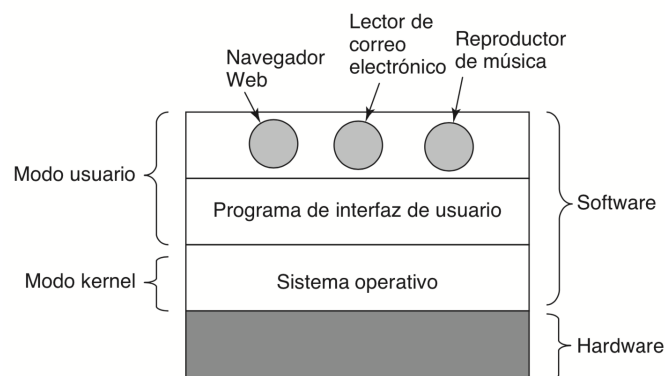 Navegador
Web
Lector de
correo
electrónico
Reproductor
de música
Modo usuario
Programa de interfaz de usuario
Software
Modo kernel
Sistema operativo
Hardware